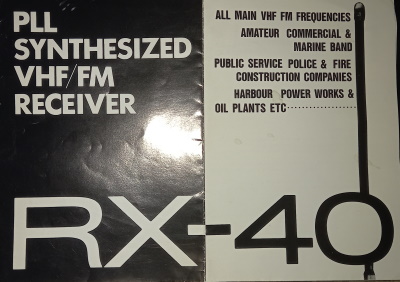 PLL
SYNTHESIZED
VHF/FM
RECEIVER
ALL MAIN VHF FM FREQUENCIES
AMATEUR COMMERCIAL &
MARINE BAND
PUBLIC SERVICE POLICE & FIRE
CONSTRUCTION COMPANIES
HARBOUR POWER WORKS &
OIL PLANTS ETC··················
RX-40